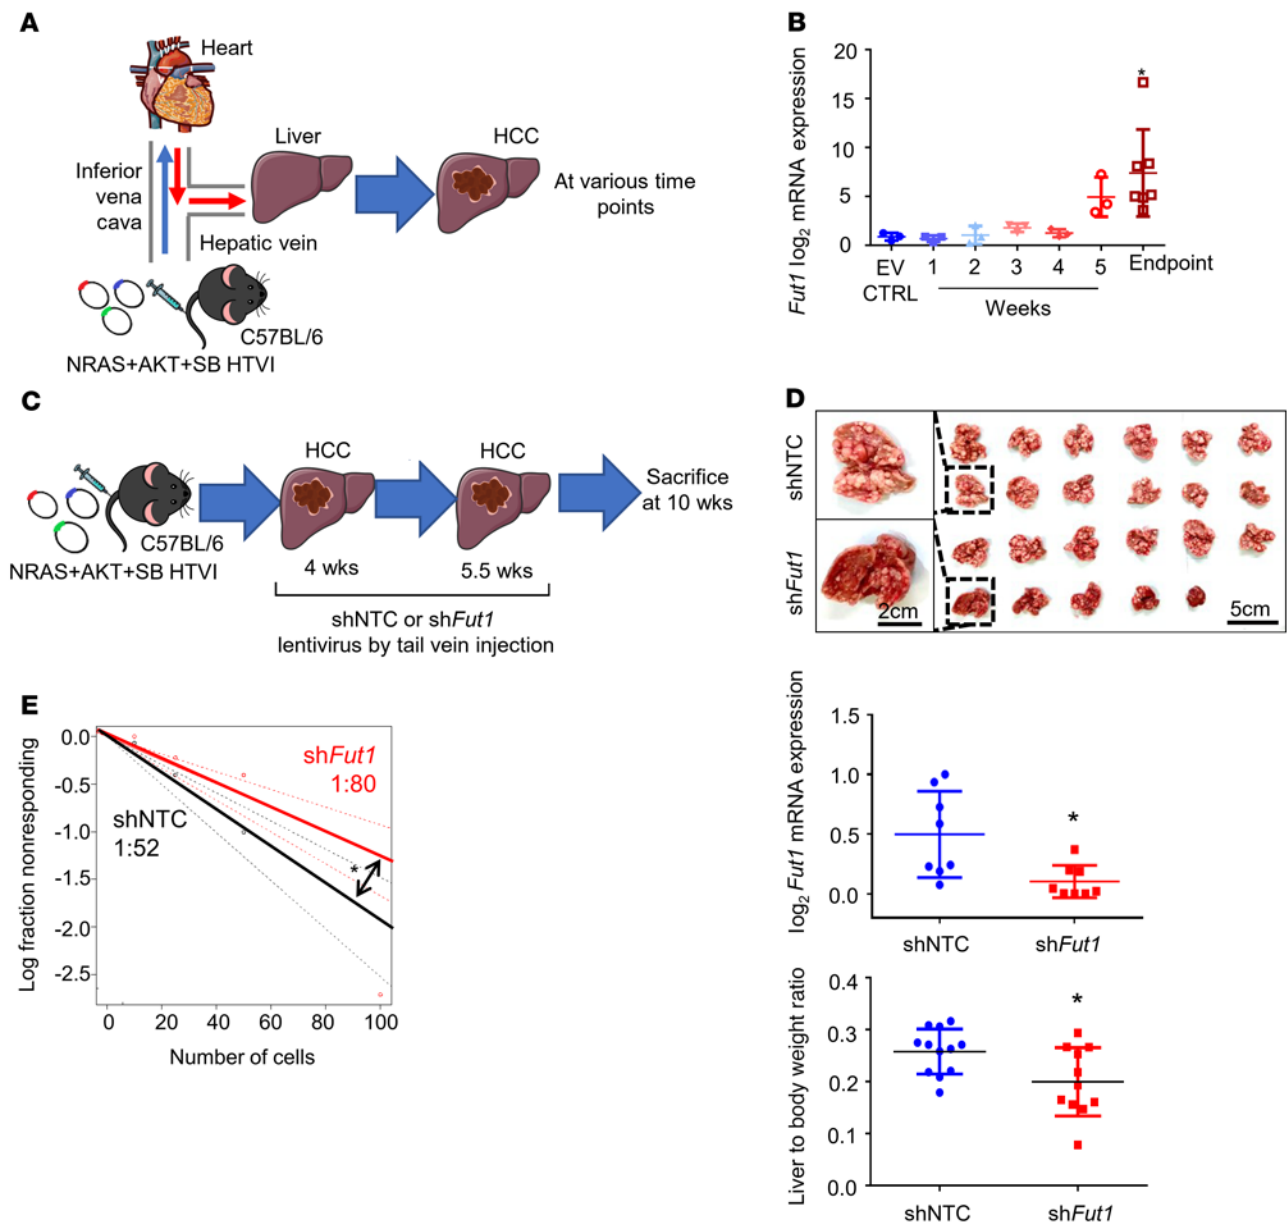 A
Heart
Liver
HCC
Inferior
vena
cava
At various time
points
Hepatic vein
C57BL/6
NRAS+AKT+SB HTVI
B
Fut1 log2 mRNA expression
20
15
10
5
0
*
EV
CTRL
1
2
3
4
5
Endpoint
Weeks
C
HCC
HCC
Sacrifice
at 10 wks
C57BL/6
NRAS+AKT+SB HTVI
4 wks
5.5 wks
shNTC or shFut1
lentivirus by tail vein injection
D
shNTC
shFut1
2cm
5cm
log2 Fut1 mRNA expression
1.5
1.0
0.5
0.0
*
shNTC
shFut1
Liver to body weight ratio
0.4
0.3
0.2
0.1
0.0
*
shNTC
shFut1
E
Log fraction nonresponding
0.0
-0.5
-1.0
-1.5
-2.0
-2.5
shFut1
1:80
shNTC
1:52
*
0
20
40
60
80
100
Number of cells